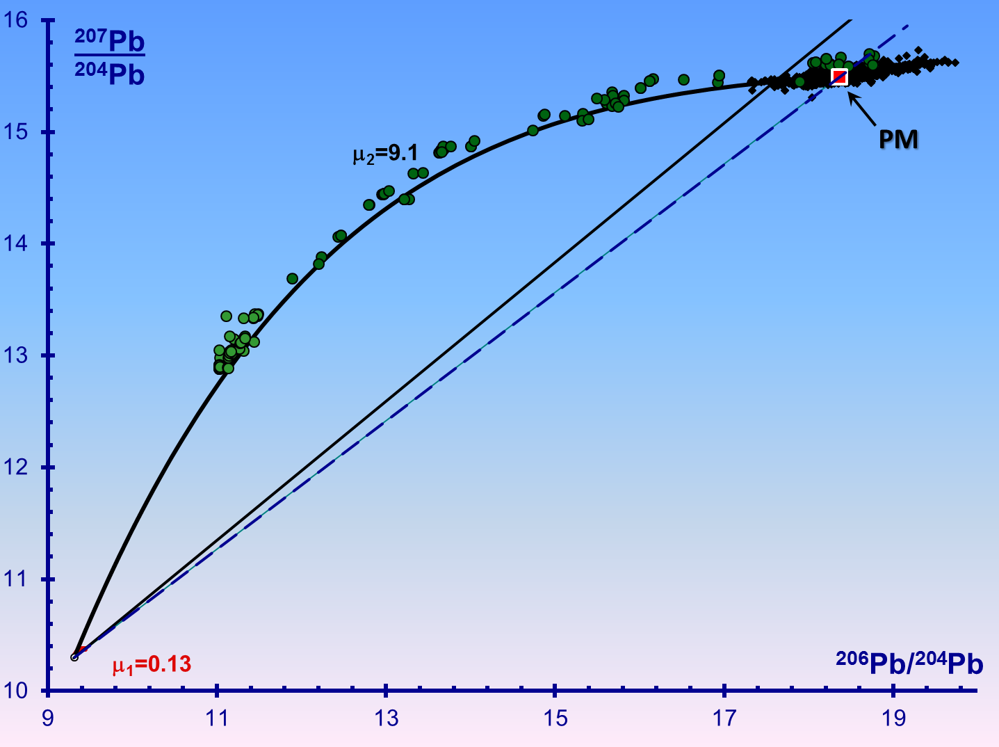 16
²⁰⁷Pb
²⁰⁴Pb
15
PM
μ₂=9.1
14
13
12
11
μ₁=0.13
²⁰⁶Pb/²⁰⁴Pb
10
9 11 13 15 17 19